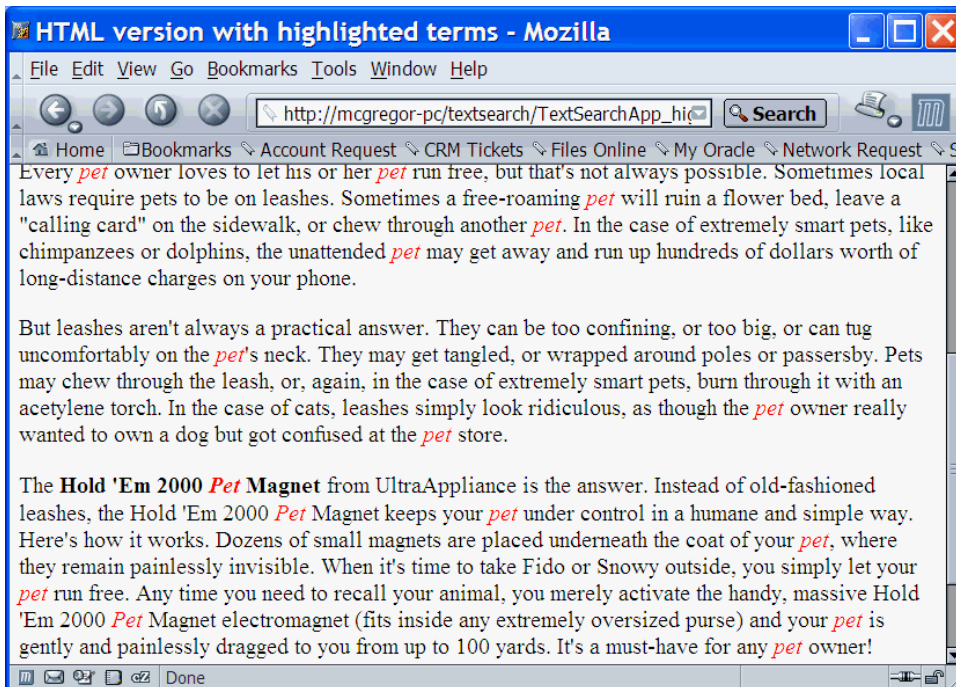 HTML version with highlighted terms - Mozilla
File Edit View Go Bookmarks Tools Window Help
http://mcgregor-pc/textsearch/TextSearchApp_hig Search
Home Bookmarks Account Request CRM Tickets Files Online My Oracle Network Request S
Every pet owner loves to let his or her pet run free, but that's not always possible. Sometimes local
laws require pets to be on leashes. Sometimes a free-roaming pet will ruin a flower bed, leave a
"calling card" on the sidewalk, or chew through another pet. In the case of extremely smart pets, like
chimpanzees or dolphins, the unattended pet may get away and run up hundreds of dollars worth of
long-distance charges on your phone.
But leashes aren't always a practical answer. They can be too confining, or too big, or can tug
uncomfortably on the pet's neck. They may get tangled, or wrapped around poles or passersby. Pets
may chew through the leash, or, again, in the case of extremely smart pets, burn through it with an
acetylene torch. In the case of cats, leashes simply look ridiculous, as though the pet owner really
wanted to own a dog but got confused at the pet store.
The Hold 'Em 2000 Pet Magnet from UltraAppliance is the answer. Instead of old-fashioned
leashes, the Hold 'Em 2000 Pet Magnet keeps your pet under control in a humane and simple way.
Here's how it works. Dozens of small magnets are placed underneath the coat of your pet, where
they remain painlessly invisible. When it's time to take Fido or Snowy outside, you simply let your
pet run free. Any time you need to recall your animal, you merely activate the handy, massive Hold
'Em 2000 Pet Magnet electromagnet (fits inside any extremely oversized purse) and your pet is
gently and painlessly dragged to you from up to 100 yards. It's a must-have for any pet owner!
Done